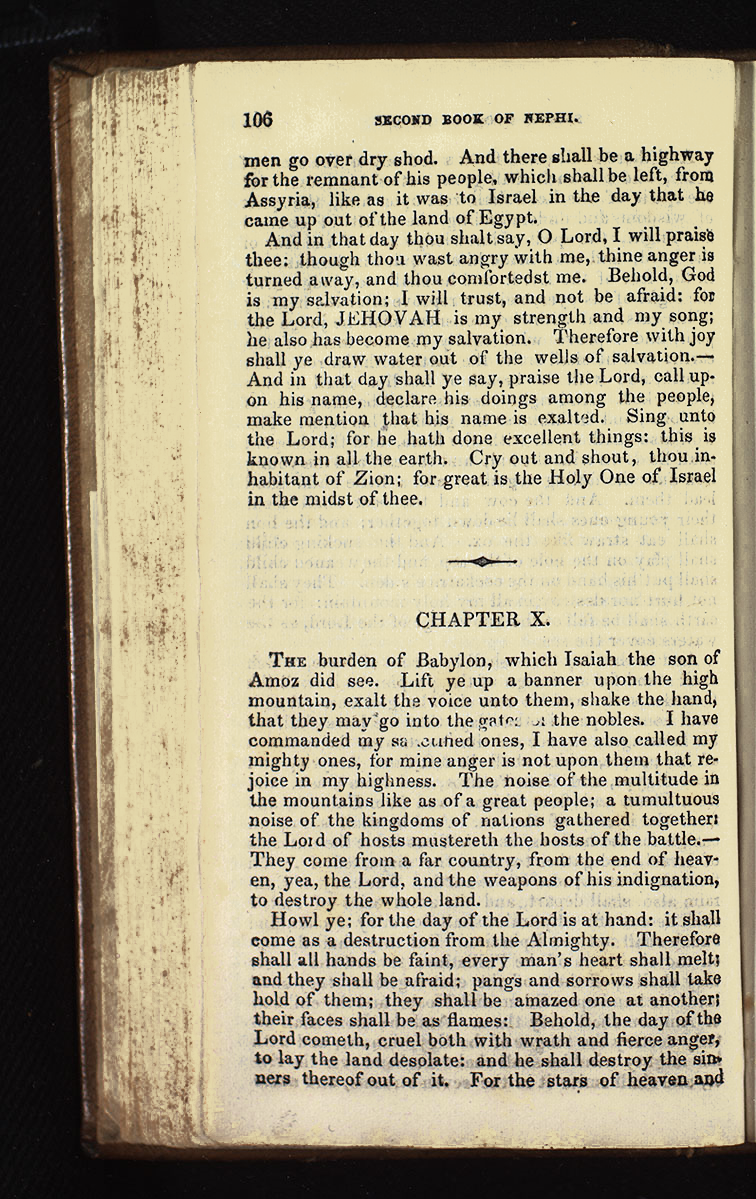 106 SECOND BOOK OF NEPHI.
men go over dry shod. And there shall be a highway
for the remnant of his people, which shall be left, from
Assyria, like as it was to Israel in the day that he
came up out of the land of Egypt.
And in that day thou shalt say, O Lord, I will praise
thee: though thou wast angry with me, thine anger is
turned away, and thou comfortedst me. Behold, God
is my salvation; I will trust, and not be afraid: for
the Lord, JEHOVAH is my strength and my song;
he also has become my salvation. Therefore with joy
shall ye draw water out of the wells of salvation.—
And in that day shall ye say, praise the Lord, call up-
on his name, declare his doings among the people,
make mention that his name is exalted. Sing unto
the Lord; for he hath done excellent things: this is
known in all the earth. Cry out and shout, thou in-
habitant of Zion; for great is the Holy One of Israel
in the midst of thee.
CHAPTER X.
THE burden of Babylon, which Isaiah the son of
Amoz did see. Lift ye up a banner upon the high
mountain, exalt the voice unto them, shake the hand,
that they may go into the gates of the nobles. I have
commanded my ones, I have also called my
mighty ones, for mine anger is not upon them that re-
joice in my highness. The noise of the multitude in
the mountains like as of a great people; a tumultuous
noise of the kingdoms of nations gathered together:
the Lord of hosts mustereth the hosts of the battle.—
They come from a far country, from the end of heav-
en, yea, the Lord, and the weapons of his indignation,
to destroy the whole land.
Howl ye; for the day of the Lord is at hand: it shall
come as a destruction from the Almighty. Therefore
shall all hands be faint, every man's heart shall melt;
and they shall be afraid; pangs and sorrows shall take
hold of them; they shall be amazed one at another;
their faces shall be as flames: Behold, the day of the
Lord cometh, cruel both with wrath and fierce anger,
to lay the land desolate: and he shall destroy the sin-
ners thereof out of it. For the stars of heaven and